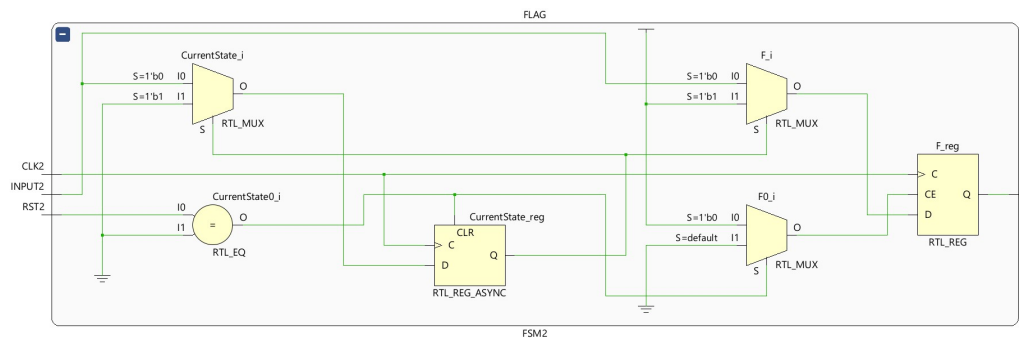 FLAG
CurrentState_i
S=1'b0 I0
O
S=1'b1 I1
S
RTL_MUX
F_i
S=1'b0 I0
O
S=1'b1 I1
S
RTL_MUX
CLK2
INPUT2
RST2
CurrentState0_i
I0
O
I1
=
RTL_EQ
CurrentState_reg
CLR
C
Q
D
RTL_REG_ASYNC
F0_i
S=1'b0 I0
O
S=default I1
S
RTL_MUX
F_reg
C
CE
Q
D
RTL_REG
FSM2